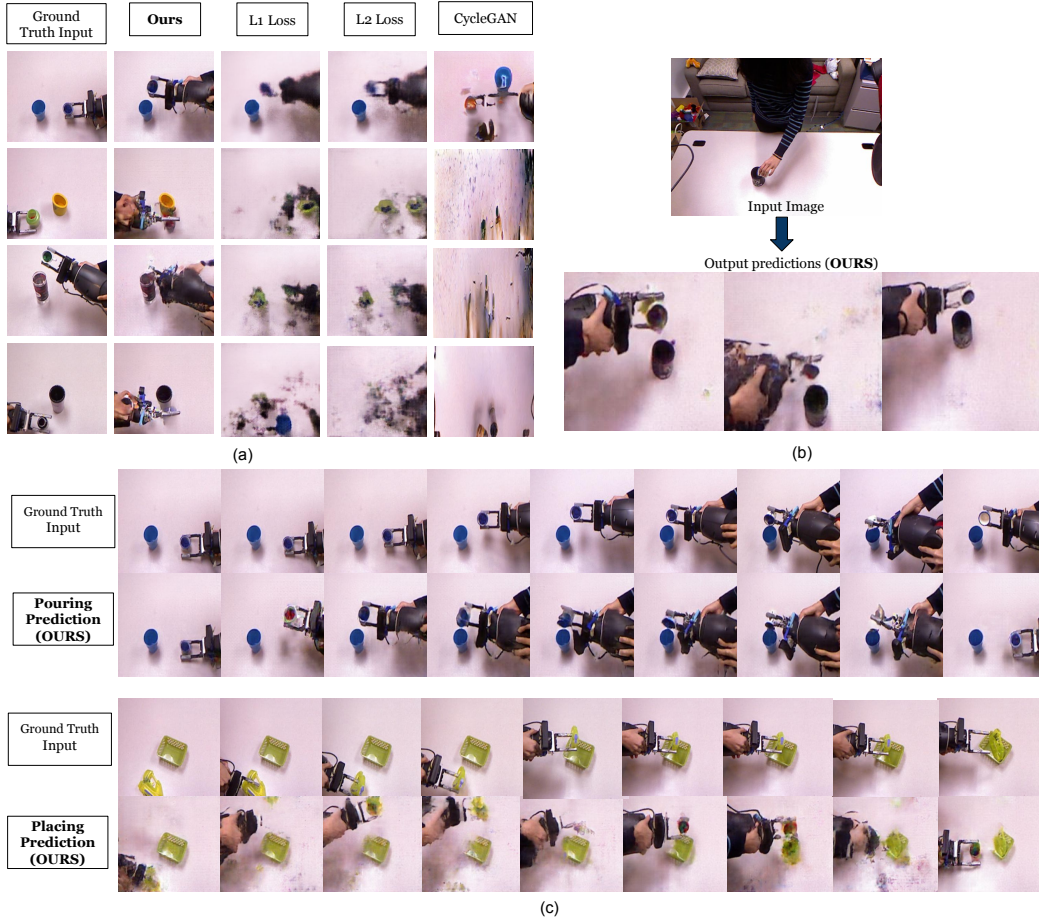 Ground
Truth Input
Ours
L1 Loss
L2 Loss
CycleGAN
(a)
Input Image
Output predictions (OURS)
(b)
Ground Truth
Input
Pouring
Prediction
(OURS)
Ground Truth
Input
Placing
Prediction
(OURS)
(c)